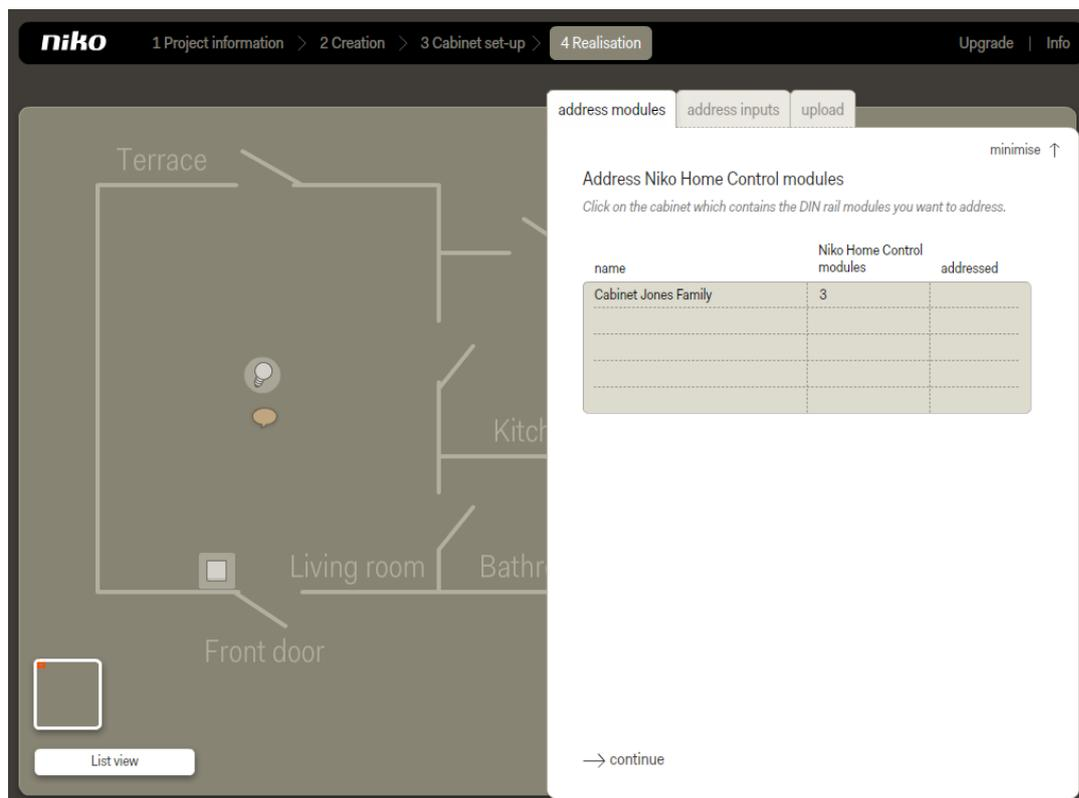 niko 1 Project information > 2 Creation > 3 Cabinet set-up > 4 Realisation Upgrade | Info
address modules address inputs upload
minimise ↑
Address Niko Home Control modules
Click on the cabinet which contains the DIN rail modules you want to address.
name Niko Home Control modules addressed
Cabinet Jones Family 3
→ continue
Terrace
Kitch
Living room Bathr
Front door
List view